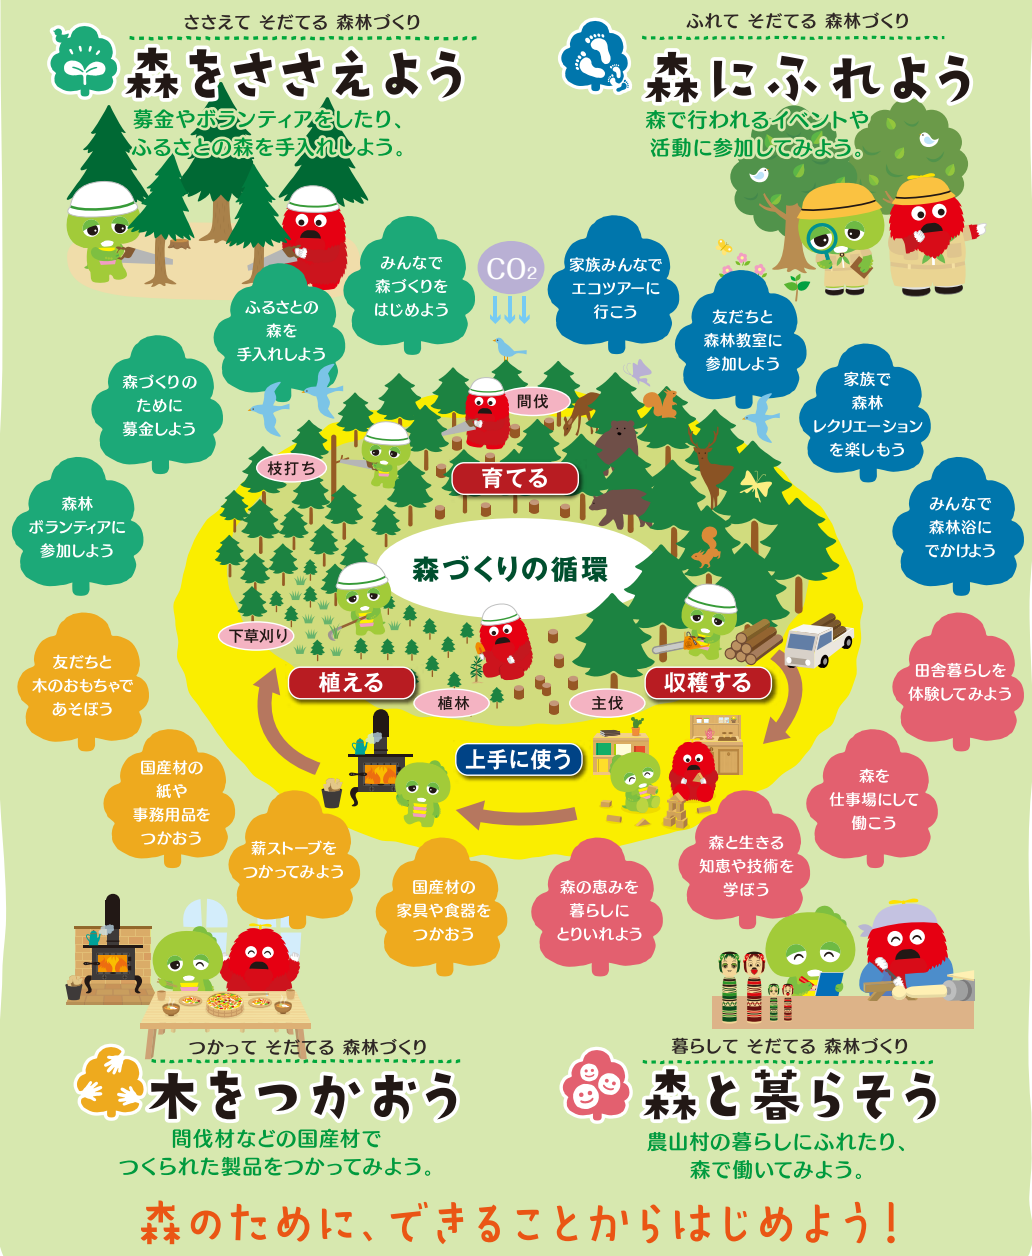 ささえて そだてる 森林づくり
森をささえよう
募金やボランティアをしたり、
ふるさとの森を手入れしよう。
ふれて そだてる 森林づくり
森にふれよう
森で行われるイベントや
活動に参加してみよう。
みんなで
森づくりを
はじめよう
ふるさとの
森を
手入れしよう
森づくりの
ために
募金しよう
森林
ボランティアに
参加しよう
CO2
家族みんなで
エコツアーに
行こう
友だちと
森林教室に
参加しよう
家族で
森林
レクリエーション
を楽しもう
みんなで
森林浴に
でかけよう
間伐
枝打ち
育てる
森づくりの循環
下草刈り
植える
植林
主伐
収穫する
上手に使う
友だちと
木のおもちゃで
あそぼう
国産材の
紙や
事務用品を
つかおう
薪ストーブを
つかってみよう
国産材の
家具や食器を
つかおう
田舎暮らしを
体験してみよう
森を
仕事場にして
働こう
森と生きる
知恵や技術を
学ぼう
森の恵みを
暮らしに
とりいれよう
つかって そだてる 森林づくり
木をつかおう
間伐材などの国産材で
つくられた製品をつかってみよう。
暮らして そだてる 森林づくり
森と暮らそう
農山村の暮らしにふれたり、
森で働いてみよう。
森のために、できることからはじめよう!